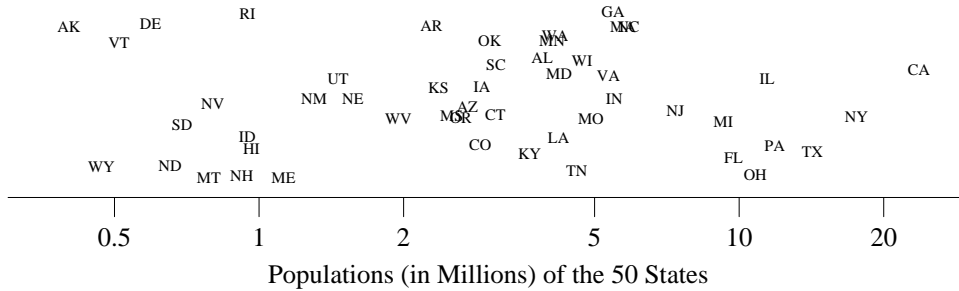 GA
RI
DE
AK AR MA NC
WA
VT OK MN
AL WI
SC
CA
MD
VA
UT IL
KS IA
NM NE IN
NV
AZ
NJ
SD WV MS OR CT MO MI NY
ID LA
HI CO PA
KY TX
FL
WY ND
TN
MT NH ME OH
0.5 1 2 5 10 20
Populations (in Millions) of the 50 States